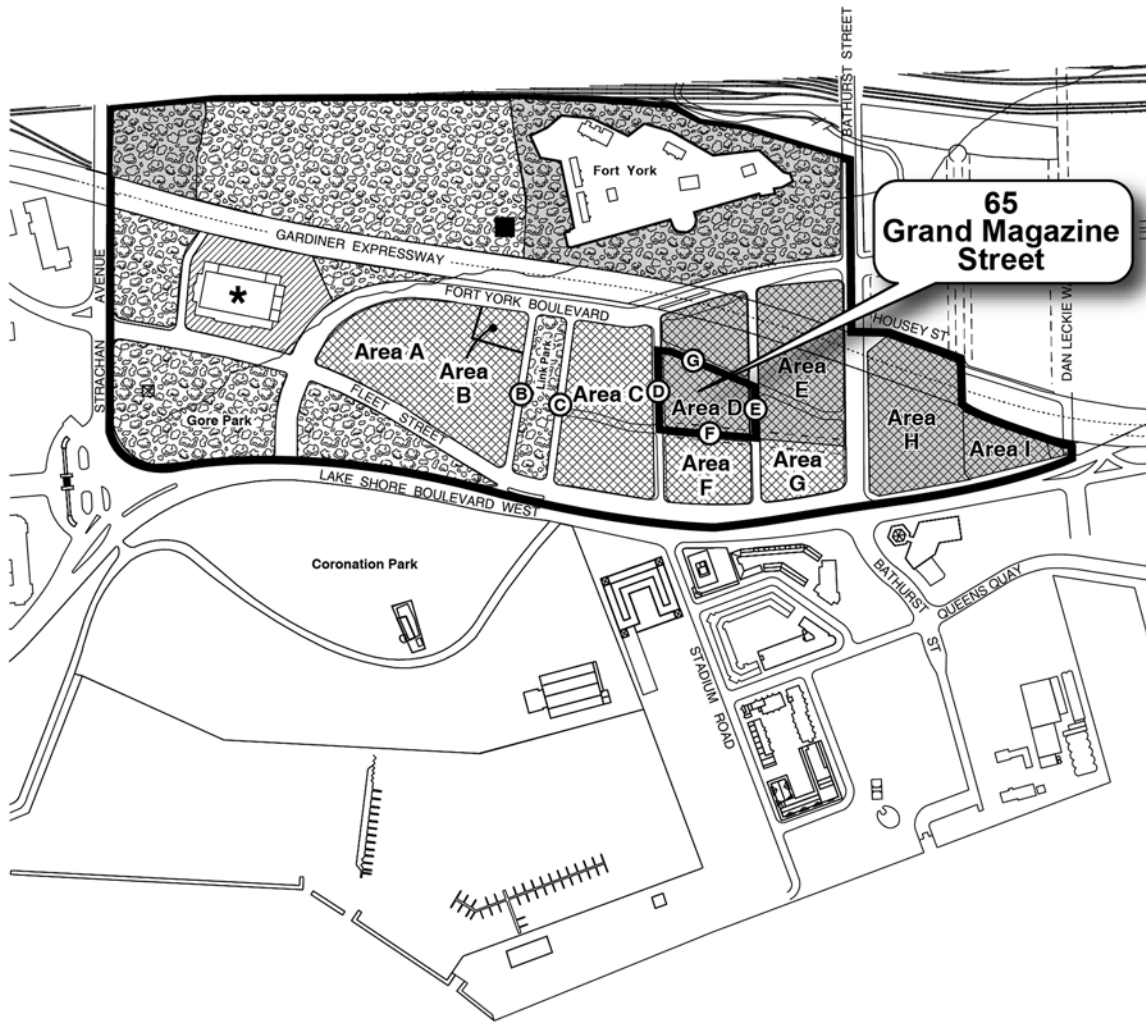 BATHURST STREET
Fort York
65
Grand Magazine
Street
GARDINER EXPRESSWAY
STRACHAN AVENUE
FORT YORK BOULEVARD
HOUSEY ST
*
Area A
Area
B
B
Link Park
C
Area C
D
G
Area D
E
F
Area
E
Area
F
Area
G
Area
H
Area I
FLEET STREET
Gore Park
LAKE SHORE BOULEVARD WEST
Coronation Park
BATHURST ST
QUEENS QUAY
STADIUM ROAD
DAN LECKIE W